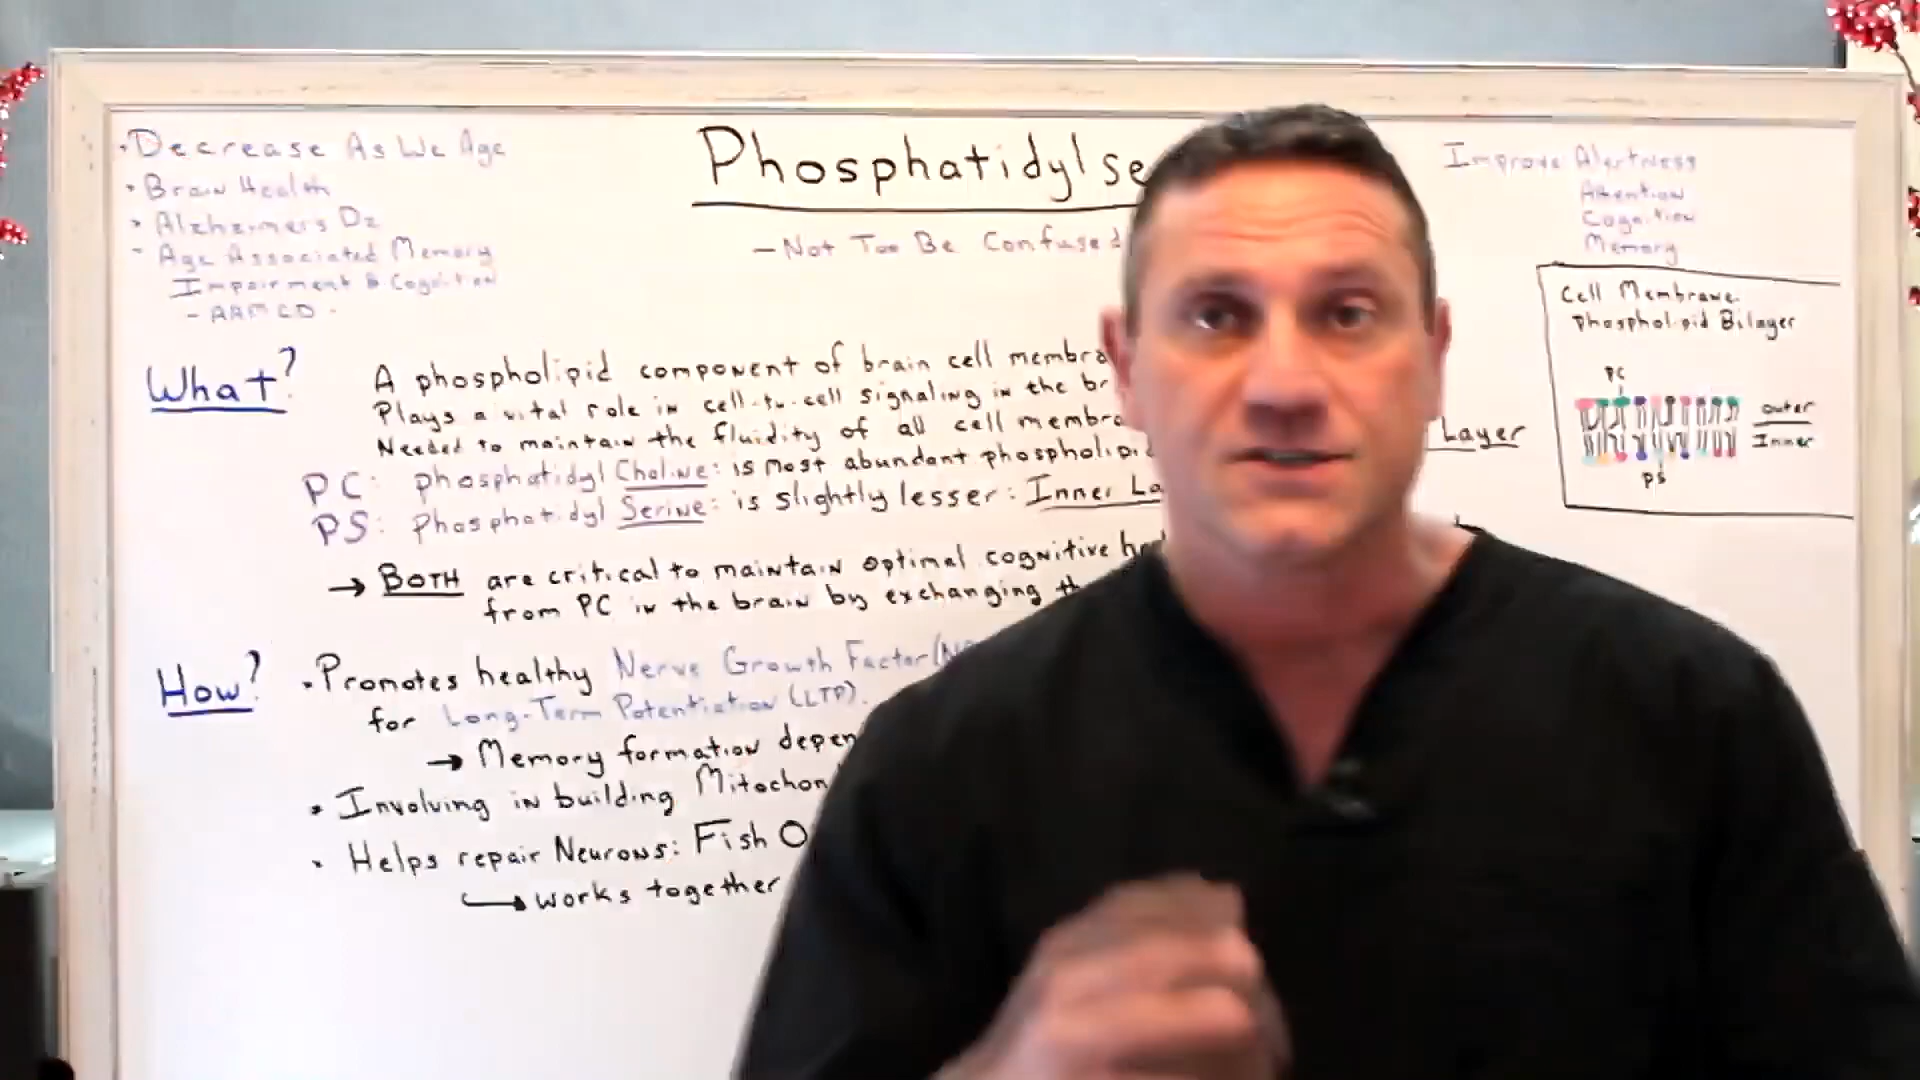 • Decrease As We Age
• Brain Health
• Alzheimers Dz
- Age Associated Memory
Impairment & Cognition
- AAMCD -
Phosphatidylse
- Not Too Be Confused
Improve Alertness
Attention
Cognition
Memory
Cell Membrane
Phospholipid Bilayer
PC
outer
Inner
PS
What?
A phospholipid component of brain cell membra
Plays a vital role in cell-to-cell signaling in the br
Needed to maintain the fluidity of all cell membra
PC: phosphatidyl Choline: is most abundant phospholipi Layer
PS: Phosphatidyl Serine: is slightly lesser: Inner La
→ BOTH are critical to maintain optimal cognitive
from PC in the brain by exchanging th
How?
• Promotes healthy Nerve Growth Factor (N
for Long-Term Potentiation (LTP).
→ Memory formation depen
• Involving in building Mitochon
• Helps repair Neurons: Fish O
→ works together